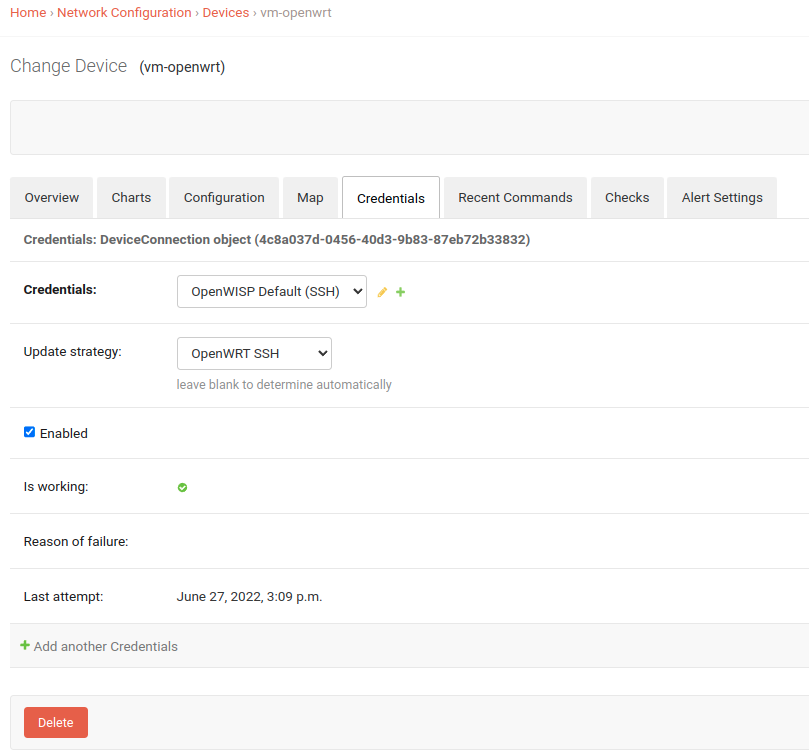 Home › Network Configuration › Devices › vm-openwrt
Change Device (vm-openwrt)
Overview Charts Configuration Map Credentials Recent Commands Checks Alert Settings
Credentials: DeviceConnection object (4c8a037d-0456-40d3-9b83-87eb72b33832)
Credentials: OpenWISP Default (SSH)
Update strategy: OpenWRT SSH
leave blank to determine automatically
Enabled
Is working:
Reason of failure:
Last attempt: June 27, 2022, 3:09 p.m.
Add another Credentials
Delete